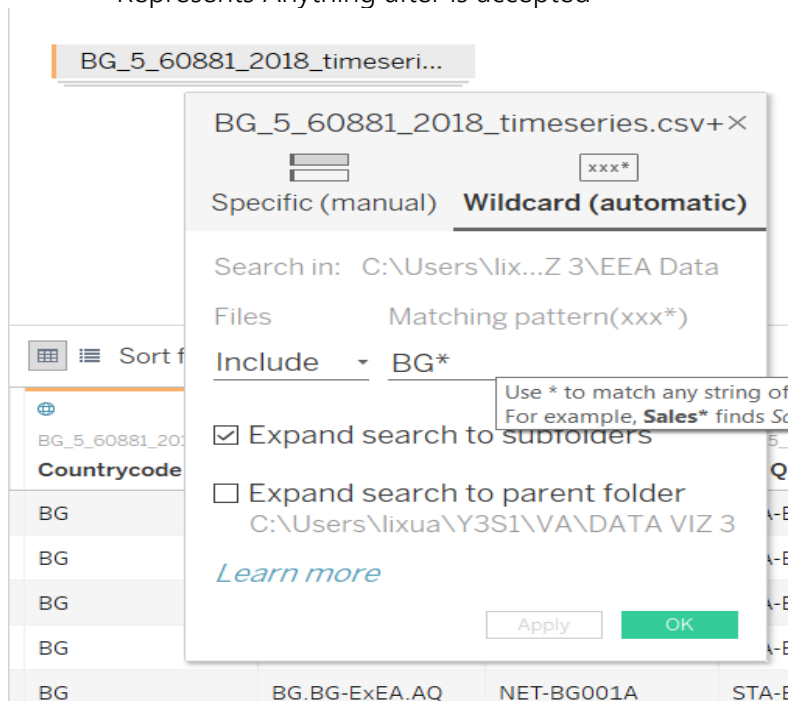 Represents Anything after is accepted
BG_5_60881_2018_timeseri...
BG_5_60881_2018_timeseries.csv+×
xxx*
Specific (manual) Wildcard (automatic)
Search in: C:\Users\lix...Z 3\EEA Data
Files Matching pattern(xxx*)
Include BG*
Sort f
Use * to match any string of
For example, Sales* finds Sa
Expand search to subfolders
BG_5_60881_201
Countrycode
Expand search to parent folder
C:\Users\lixua\Y3S1\VA\DATA VIZ 3
BG
BG
Learn more
BG
Apply OK
BG
BG BG.BG-ExEA.AQ NET-BG001A STA-E